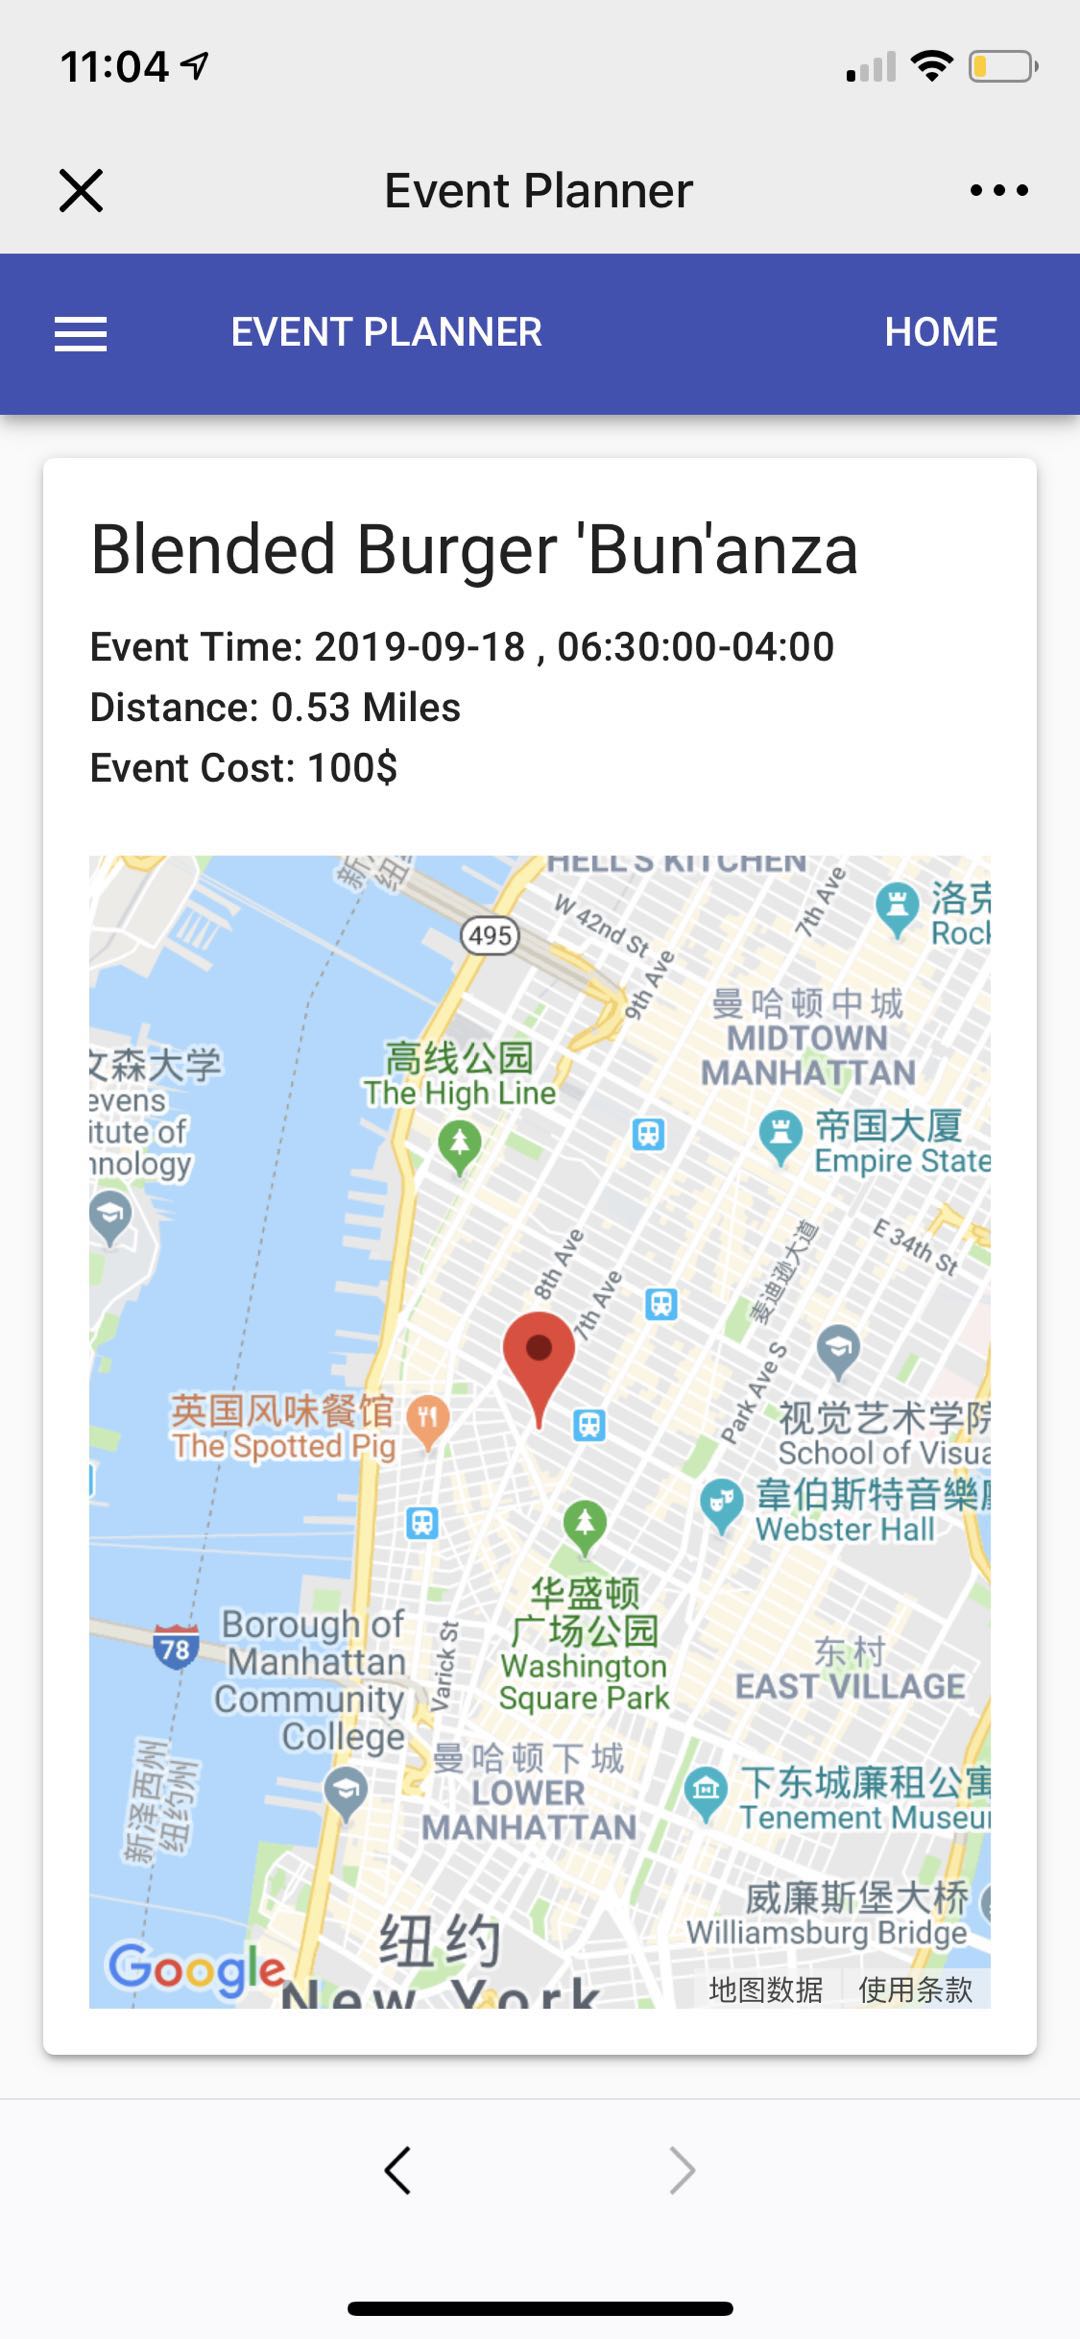 11:04
Event Planner
EVENT PLANNER
HOME
Blended Burger 'Bun'anza
Event Time: 2019-09-18 , 06:30:00-04:00
Distance: 0.53 Miles
Event Cost: 100$
HELL'S KITCHEN
W 42nd St
7th Ave
洛克
Rock
495
9th Ave
曼哈顿中城
MIDTOWN
MANHATTAN
高线公园
The High Line
文森大学
evens
itute of
hnology
帝国大厦
Empire State
E 34th St
麦迪逊大道
8th Ave
7th Ave
Park Ave S
英国风味餐馆
The Spotted Pig
视觉艺术学院
School of Visua
韋伯斯特音樂
Webster Hall
华盛顿
广场公园
Washington
Square Park
78
Borough of
Manhattan
Community
College
Varick St
东村
EAST VILLAGE
新泽西州
纽约州
曼哈顿下城
LOWER
MANHATTAN
下东城廉租公寓
Tenement Museu
威廉斯堡大桥
Williamsburg Bridge
纽约
New York
Google
地图数据
使用条款